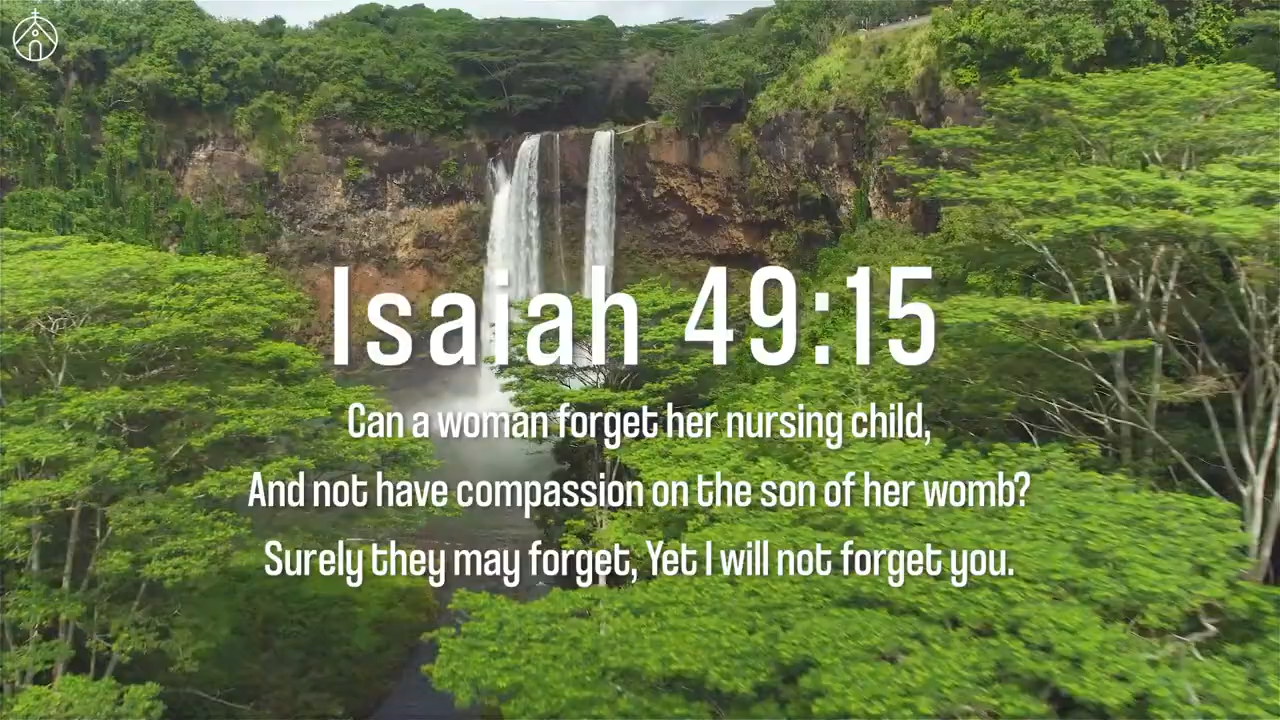 Isaiah 49:15
Can a woman forget her nursing child,
And not have compassion on the son of her womb?
Surely they may forget, Yet I will not forget you.